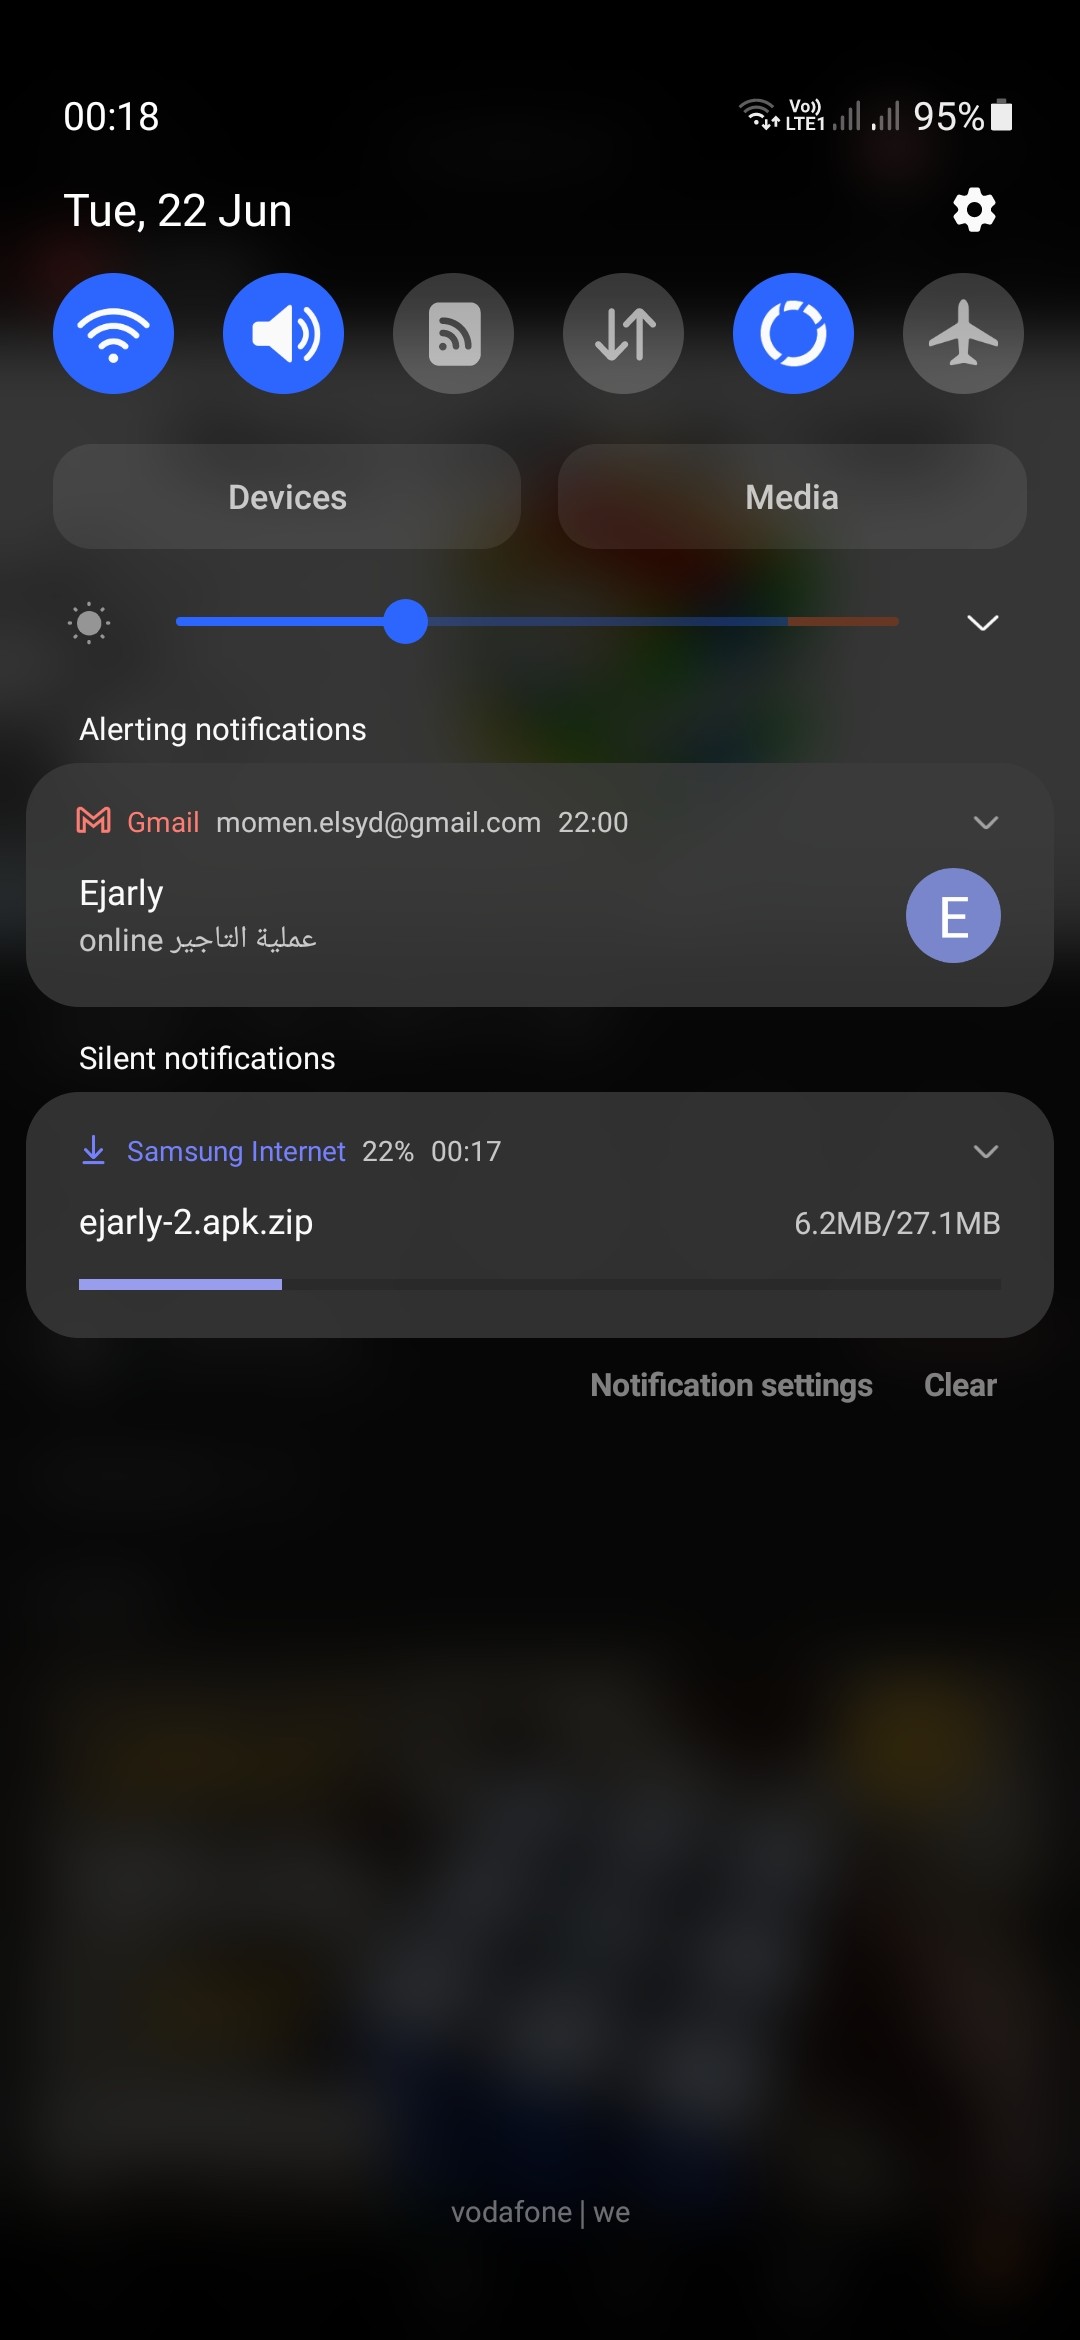 00:18 Vo)) LTE1 95%
Tue, 22 Jun
Devices Media
Alerting notifications
Gmail momen.elsyd@gmail.com 22:00
Ejarly
online عملية التاجير
E
Silent notifications
Samsung Internet 22% 00:17
ejarly-2.apk.zip 6.2MB/27.1MB
Notification settings Clear
vodafone | we